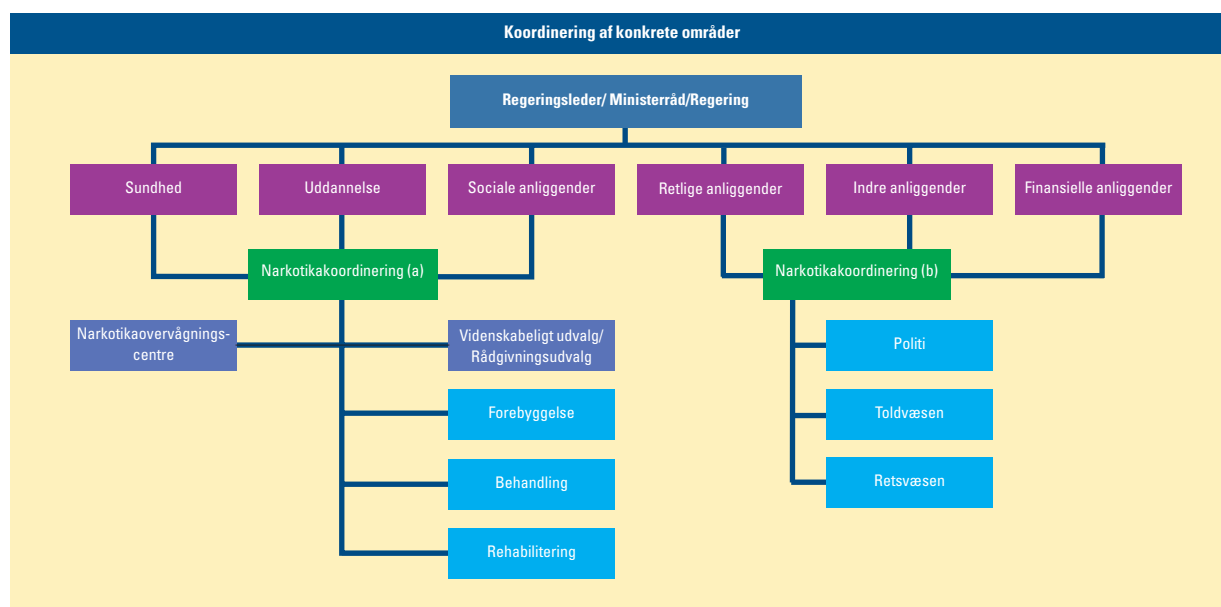 Koordinering af konkrete områder
Regeringsleder/ Ministerråd/Regering
Sundhed
Uddannelse
Sociale anliggender
Retlige anliggender
Indre anliggender
Finansielle anliggender
Narkotikakoordinering (a)
Narkotikakoordinering (b)
Narkotikaovervågnings-
centre
Videnskabeligt udvalg/
Rådgivningsudvalg
Politi
Forebyggelse
Toldvæsen
Behandling
Retsvæsen
Rehabilitering